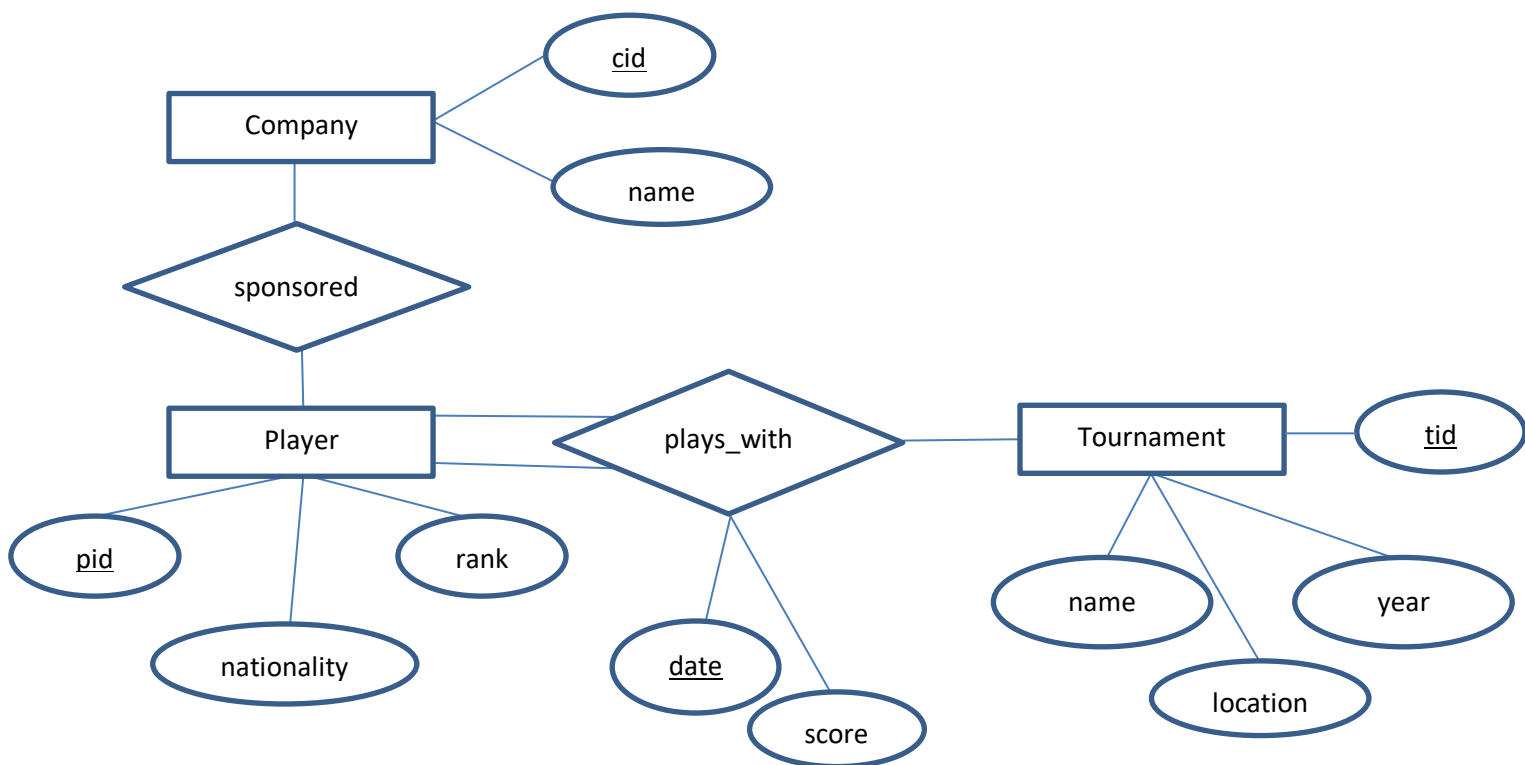 cid
Company
name
sponsored
Player
plays_with
Tournament
tid
pid
rank
nationality
date
score
name
year
location